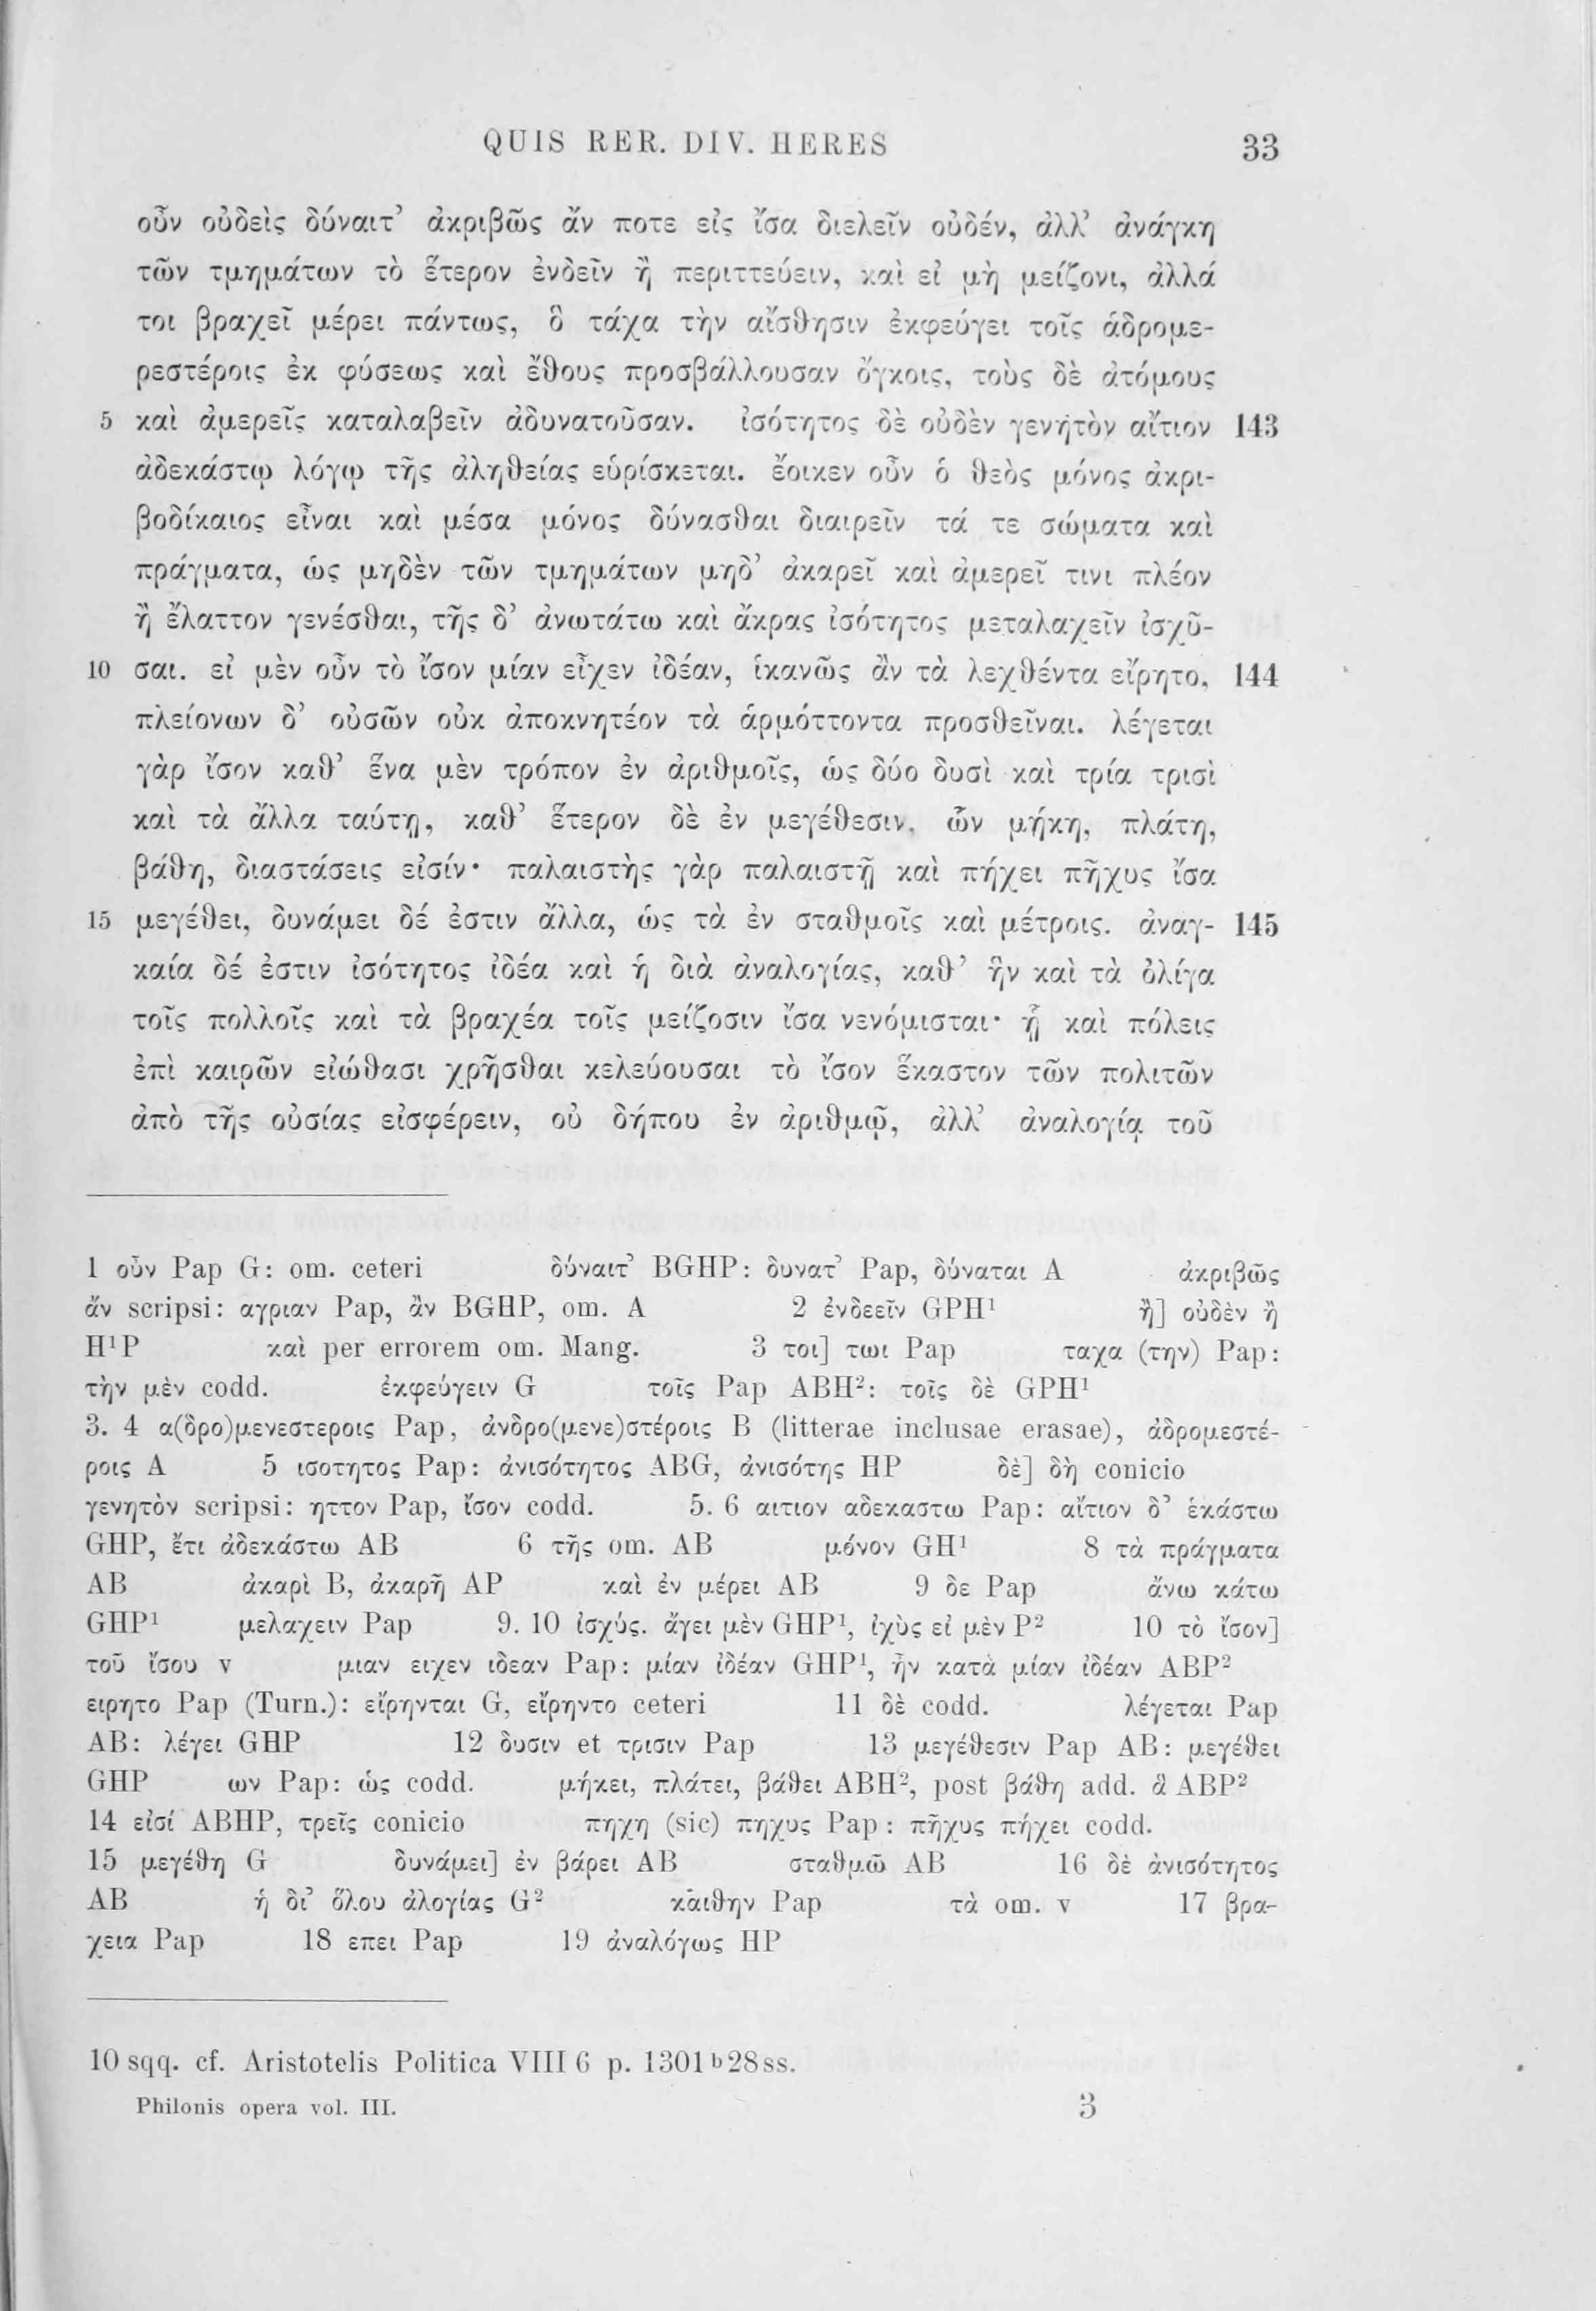 QUIS RER. DIV. HERES 33
οὖν οὐδεὶς δύναιτ’ ἀκριβῶς ἄν ποτε εἰς ἴσα διελεῖν οὐδέν, ἀλλ’ ἀνάγκη
τῶν τμημάτων τὸ ἕτερον ἐνδεῖν ἢ περιττεύειν, καὶ εἰ μὴ μείζονι, ἀλλά
τοι βραχεῖ μέρει πάντως, ὃ τάχα τὴν αἴσθησιν ἐκφεύγει τοῖς ἁδρομε-
ρεστέροις ἐκ φύσεως καὶ ἔθους προσβάλλουσαν ὄγκοις, τοὺς δὲ ἀτόμους
5 καὶ ἀμερεῖς καταλαβεῖν ἀδυνατοῦσαν. ἰσότητος δὲ οὐδὲν γενητὸν αἴτιον 143
ἀδεκάστῳ λόγῳ τῆς ἀληθείας εὑρίσκεται. ἔοικεν οὖν ὁ θεὸς μόνος ἀκρι-
βοδίκαιος εἶναι καὶ μέσα μόνος δύνασθαι διαιρεῖν τά τε σώματα καὶ
πράγματα, ὡς μηδὲν τῶν τμημάτων μηδ’ ἀκαρεῖ καὶ ἀμερεῖ τινι πλέον
ἢ ἔλαττον γενέσθαι, τῆς δ’ ἀνωτάτω καὶ ἄκρας ἰσότητος μεταλαχεῖν ἰσχῦ-
10 σαι. εἰ μὲν οὖν τὸ ἴσον μίαν εἶχεν ἰδέαν, ἱκανῶς ἂν τὰ λεχθέντα εἴρητο, 144
πλείονων δ’ οὐσῶν οὐκ ἀποκνητέον τὰ ἁρμόττοντα προσθεῖναι. λέγεται
γὰρ ἴσον καθ’ ἕνα μὲν τρόπον ἐν ἀριθμοῖς, ὡς δύο δυσὶ καὶ τρία τρισὶ
καὶ τὰ ἄλλα ταύτῃ, καθ’ ἕτερον δὲ ἐν μεγέθεσιν, ὧν μήκη, πλάτη,
βάθη, διαστάσεις εἰσίν· παλαιστὴς γὰρ παλαιστῇ καὶ πήχει πῆχυς ἴσα
15 μεγέθει, δυνάμει δέ ἐστιν ἄλλα, ὡς τὰ ἐν σταθμοῖς καὶ μέτροις. ἀναγ- 145
καία δέ ἐστιν ἰσότητος ἰδέα καὶ ἡ διὰ ἀναλογίας, καθ’ ἣν καὶ τὰ ὀλίγα
τοῖς πολλοῖς καὶ τὰ βραχέα τοῖς μείζοσιν ἴσα νενόμισται· ᾗ καὶ πόλεις
ἐπὶ καιρῶν εἰώθασι χρῆσθαι κελεύουσαι τὸ ἴσον ἕκαστον τῶν πολιτῶν
ἀπὸ τῆς οὐσίας εἰσφέρειν, οὐ δήπου ἐν ἀριθμῷ, ἀλλ’ ἀναλογίᾳ τοῦ
1 οὖν Pap G: om. ceteri δύναιτ’ BGHP: δυνατ’ Pap, δύναται A ἀκριβῶς
ἄν scripsi: αγριαν Pap, ἂν BGHP, om. A 2 ἐνδεεῖν GPH¹ ἢ] οὐδὲν ἢ
H¹P καὶ per errorem om. Mang. 3 τοι] τωι Pap ταχα (την) Pap:
τὴν μὲν codd. ἐκφεύγειν G τοῖς Pap ABH²: τοῖς δὲ GPH¹
3. 4 α(δρο)μενεστεροις Pap, ἀνδρο(μενε)στέροις B (litterae inclusae erasae), ἁδρομεστέ-
ροις A 5 ισοτητος Pap: ἀνισότητος ABG, ἀνισότης HP δὲ] δὴ conicio
γενητὸν scripsi: ηττον Pap, ἴσον codd. 5. 6 αιτιον αδεκαστω Pap: αἴτιον δ’ ἑκάστω
GHP, ἔτι ἀδεκάστω AB 6 τῆς om. AB μόνον GH¹ 8 τὰ πράγματα
AB ἀκαρὶ B, ἀκαρῆ AP καὶ ἐν μέρει AB 9 δε Pap ἄνω κάτω
GHP¹ μελαχειν Pap 9. 10 ἰσχύς. ἄγει μὲν GHP¹, ἰχὺς εἰ μὲν P² 10 τὸ ἴσον]
τοῦ ἴσου v μιαν ειχεν ιδεαν Pap: μίαν ἰδέαν GHP¹, ἦν κατὰ μίαν ἰδέαν ABP²
ειρητο Pap (Turn.): εἴρηνται G, εἴρηντο ceteri 11 δὲ codd. λέγεται Pap
AB: λέγει GHP 12 δυσιν et τρισιν Pap 13 μεγέθεσιν Pap AB: μεγέθει
GHP ων Pap: ὡς codd. μήκει, πλάτει, βάθει ABH², post βάθη add. ἃ ABP²
14 εἰσί ABHP, τρεῖς conicio πηχη (sic) πηχυς Pap: πῆχυς πήχει codd.
15 μεγέθη G δυνάμει] ἐν βάρει AB σταθμῶ AB 16 δὲ ἀνισότητος
AB ἡ δι’ ὅλου ἀλογίας G² καιθην Pap τὰ om. v 17 βρα-
χεια Pap 18 επει Pap 19 ἀναλόγως HP
10 sqq. cf. Aristotelis Politica VIII 6 p. 1301ᵇ28ss.
Philonis opera vol. III. 3